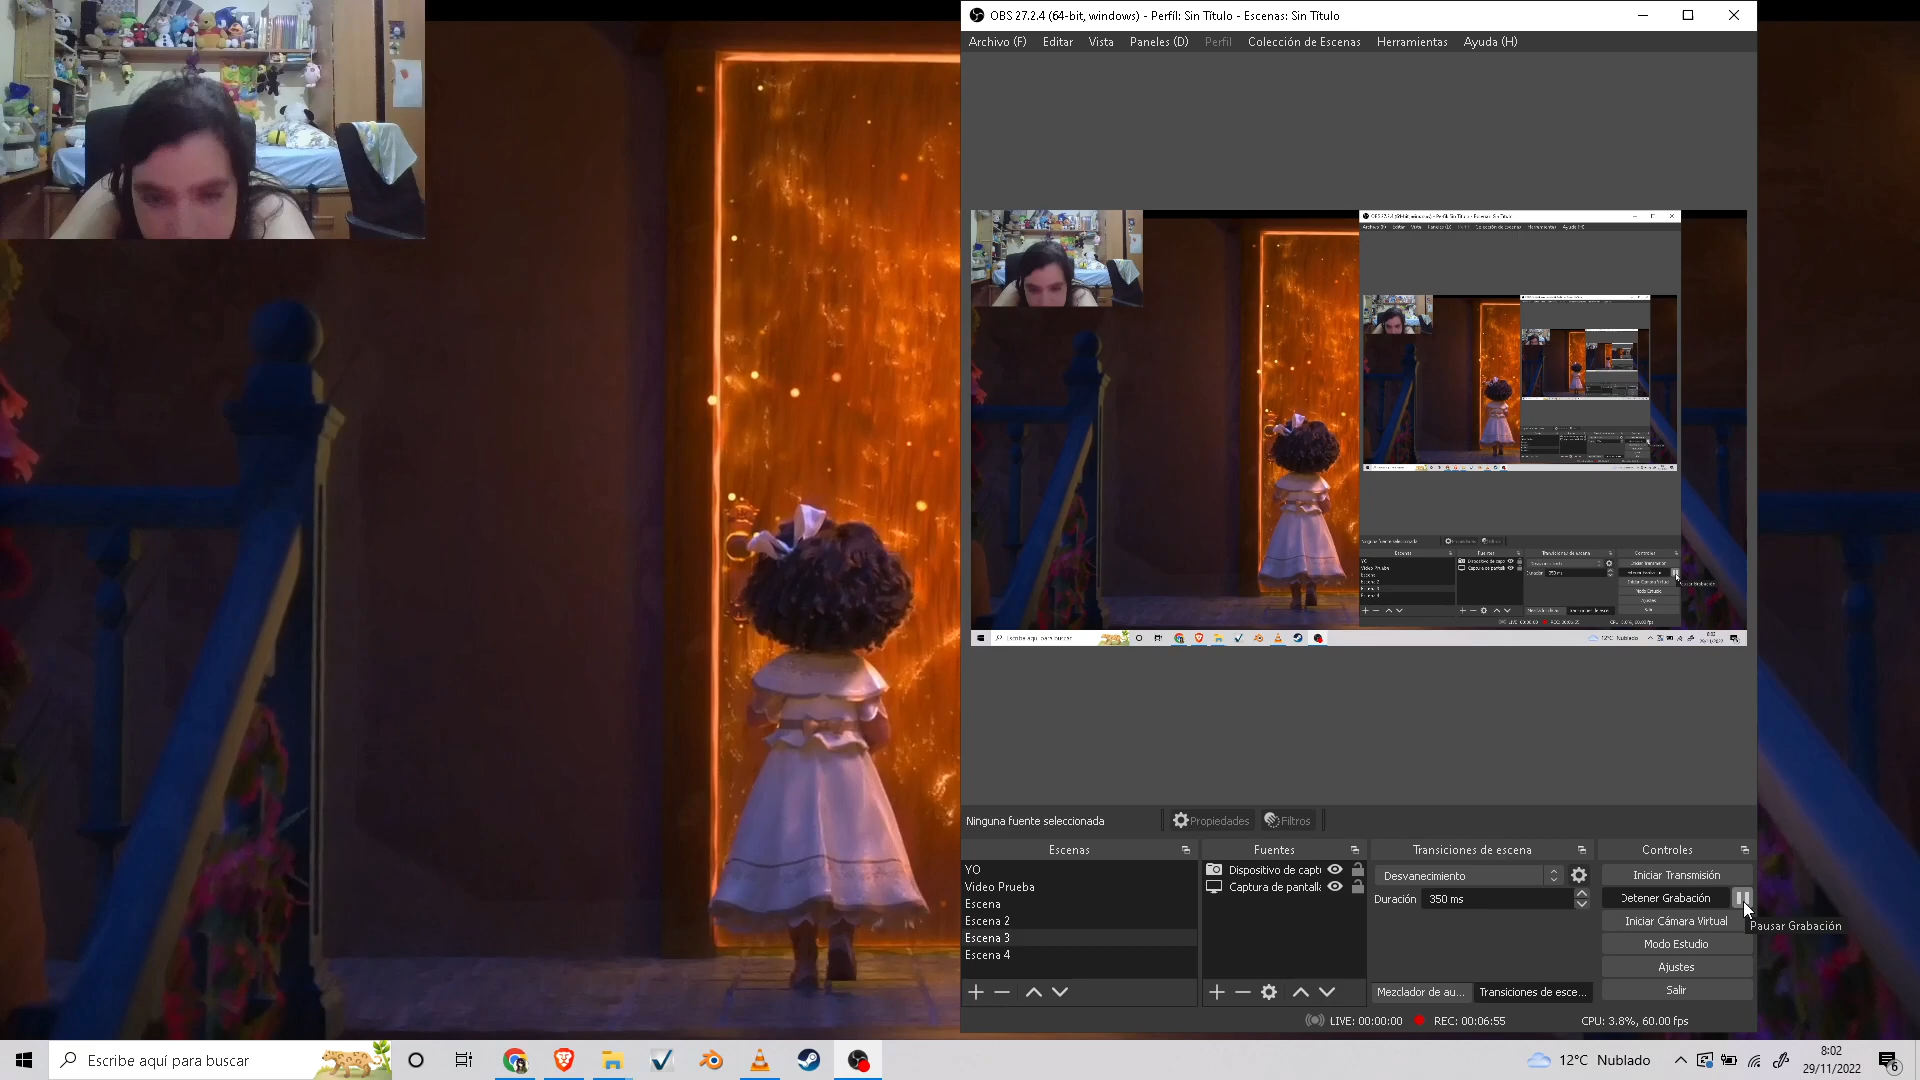 OBS 27.2.4 (64-bit, windows) - Perfil: Sin Título - Escenas: Sin Título
Archivo (F) Editar Vista Paneles (D) Perfil Colección de Escenas Herramientas Ayuda (H)
Ninguna fuente seleccionada Propiedades Filtros
Escenas
YO
Video Prueba
Escena
Escena 2
Escena 3
Escena 4
Fuentes
Dispositivo de captu
Captura de pantalla
Transiciones de escena
Desvanecimiento
Duración 350 ms
Mezclador de au...
Transiciones de esce...
Controles
Iniciar Transmisión
Detener Grabación
Pausar Grabación
Iniciar Cámara Virtual
Modo Estudio
Ajustes
Salir
LIVE: 00:00:00 REC: 00:06:55 CPU: 3.8%, 60.00 fps
Escribe aquí para buscar
12°C Nublado
8:02
29/11/2022
6